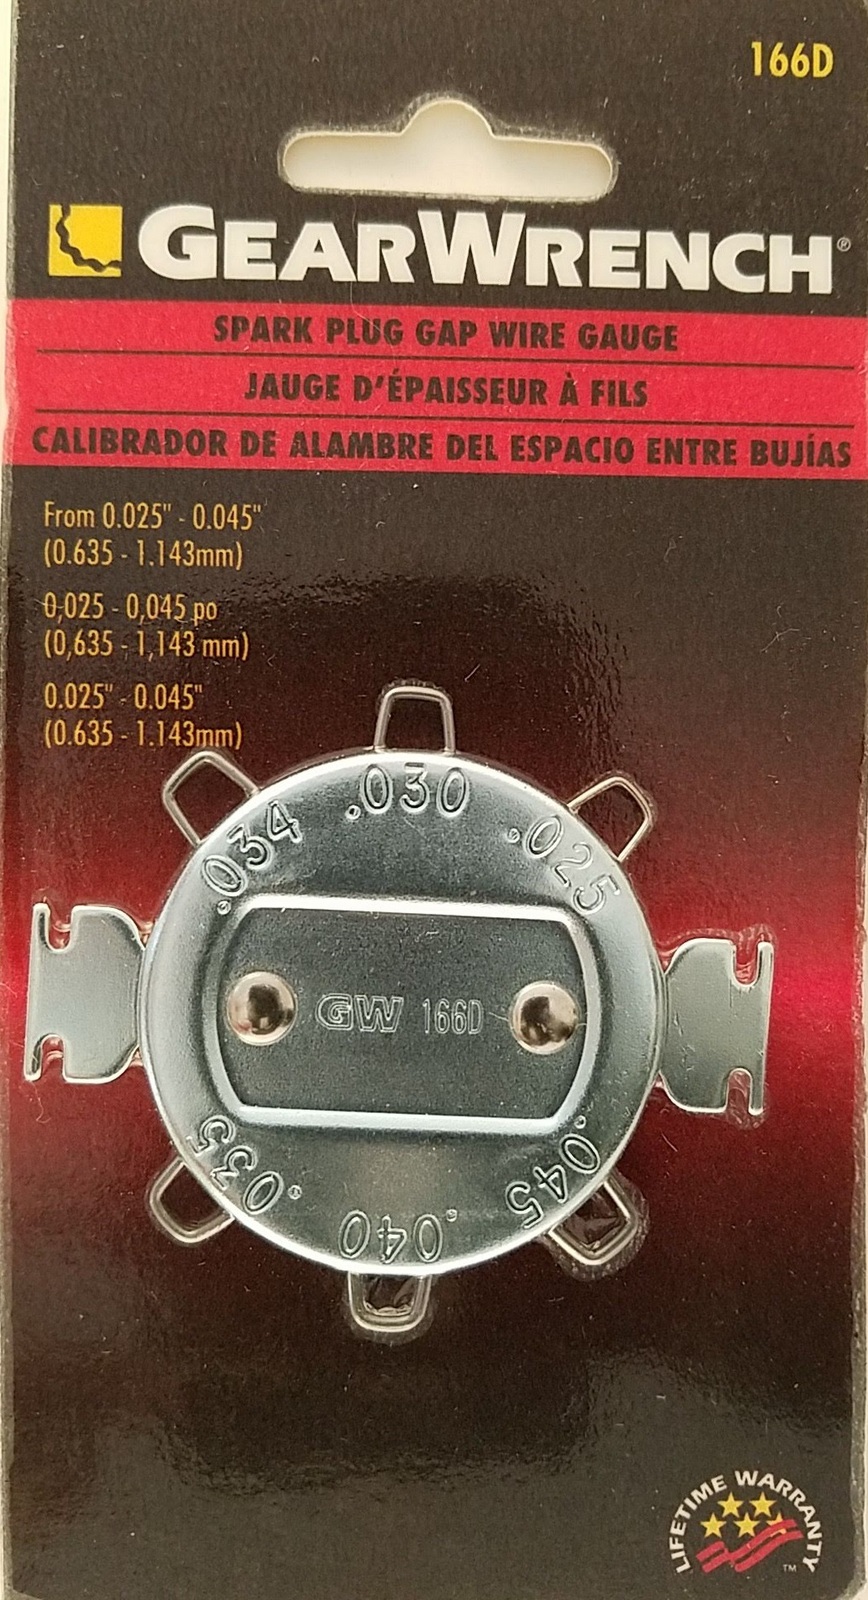 166D
GEARWRENCH®
SPARK PLUG GAP WIRE GAUGE
JAUGE D'ÉPAISSEUR À FILS
CALIBRADOR DE ALAMBRE DEL ESPACIO ENTRE BUJÍAS
From 0.025" - 0.045"
(0.635 - 1.143mm)
0,025 - 0,045 po
(0,635 - 1,143 mm)
0.025" - 0.045"
(0.635 - 1.143mm)
.034
.030
.025
GW 166D
.035
.040
.045
LIFETIME WARRANTY
TM